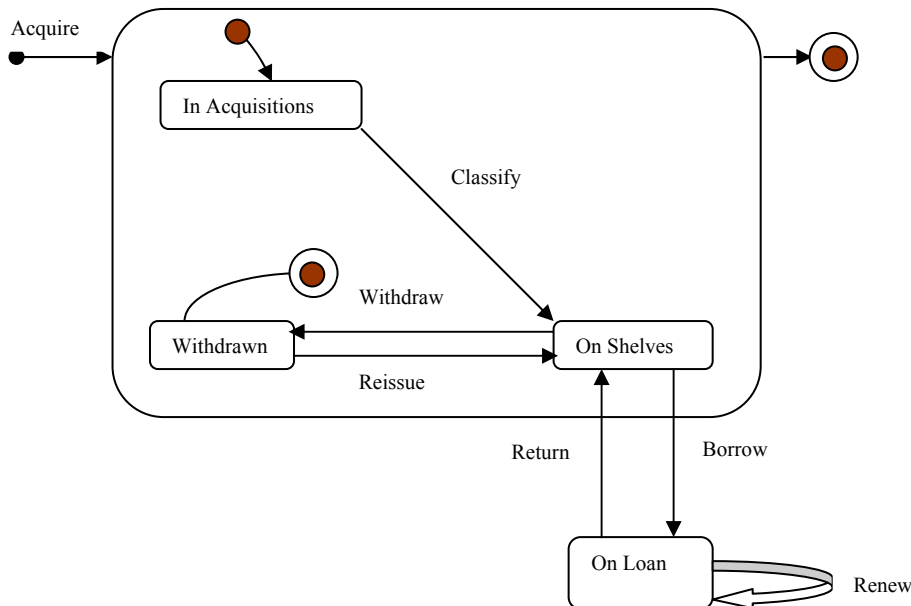 Acquire
In Acquisitions
Classify
Withdraw
Withdrawn
On Shelves
Reissue
Return
Borrow
On Loan
Renew